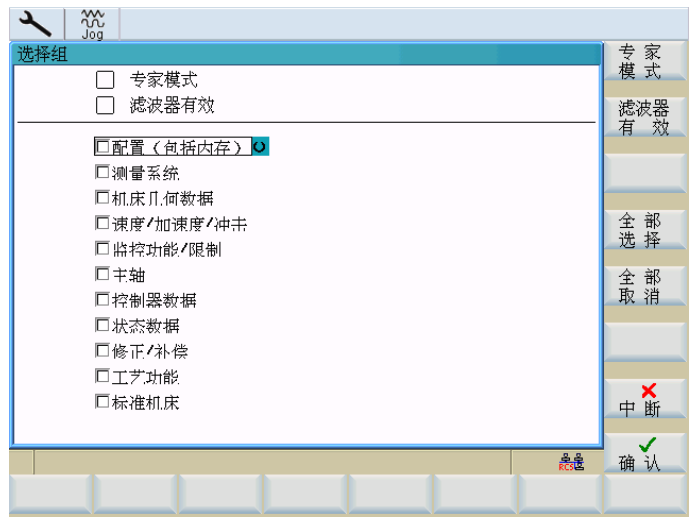 Jog
选择组
专家模式
滤波器有效
配置（包括内存）
测量系统
机床几何数据
速度/加速度/冲击
监控功能/限制
主轴
控制器数据
状态数据
修正/补偿
工艺功能
标准机床
专家
模式
滤波器
有效
全部
选择
全部
取消
中断
确认
RCS